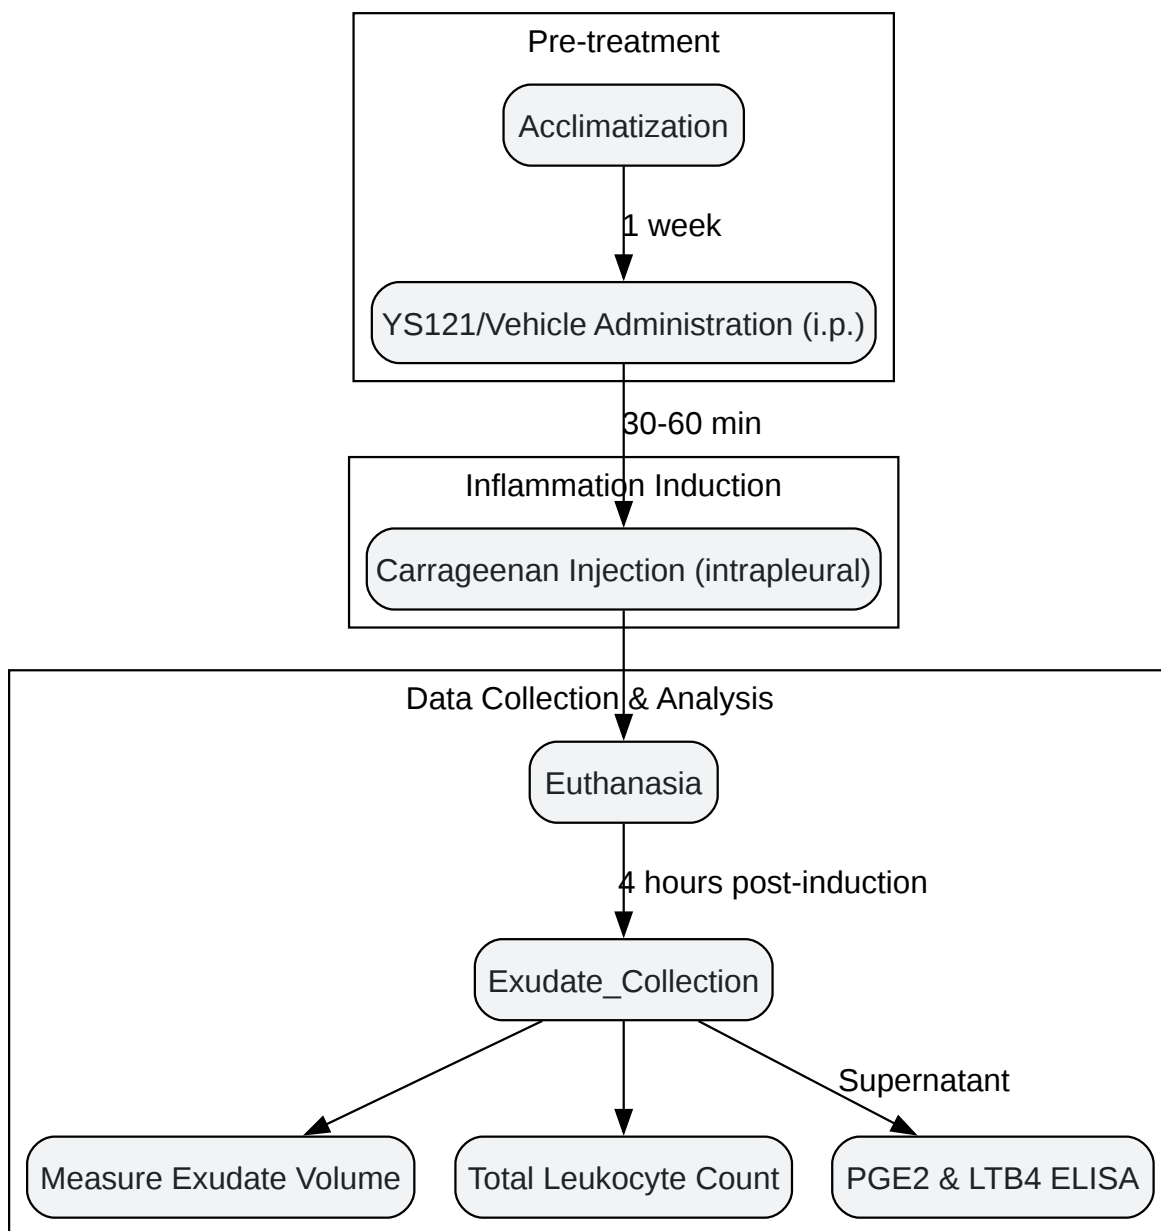 Pre-treatment
Acclimatization
1 week
YS121/Vehicle Administration (i.p.)
30-60 min
Inflammation Induction
Carrageenan Injection (intrapleural)
Data Collection & Analysis
Euthanasia
4 hours post-induction
Exudate_Collection
Supernatant
Measure Exudate Volume
Total Leukocyte Count
PGE2 & LTB4 ELISA